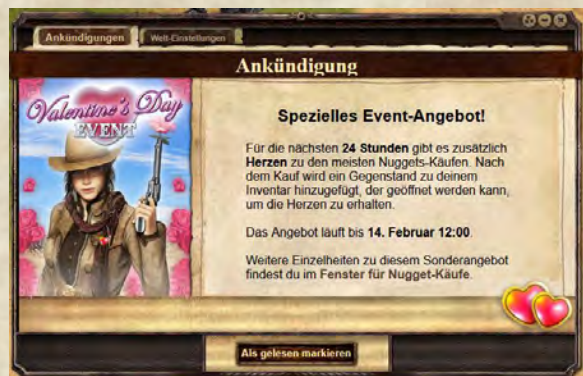 Ankündigungen
Welt-Einstellungen
Ankündigung
Valentine's Day
EVENT
Spezielles Event-Angebot!
Für die nächsten 24 Stunden gibt es zusätzlich
Herzen zu den meisten Nuggets-Käufen. Nach
dem Kauf wird ein Gegenstand zu deinem
Inventar hinzugefügt, der geöffnet werden kann,
um die Herzen zu erhalten.
Das Angebot läuft bis 14. Februar 12:00.
Weitere Einzelheiten zu diesem Sonderangebot
findest du im Fenster für Nugget-Käufe.
Als gelesen markieren